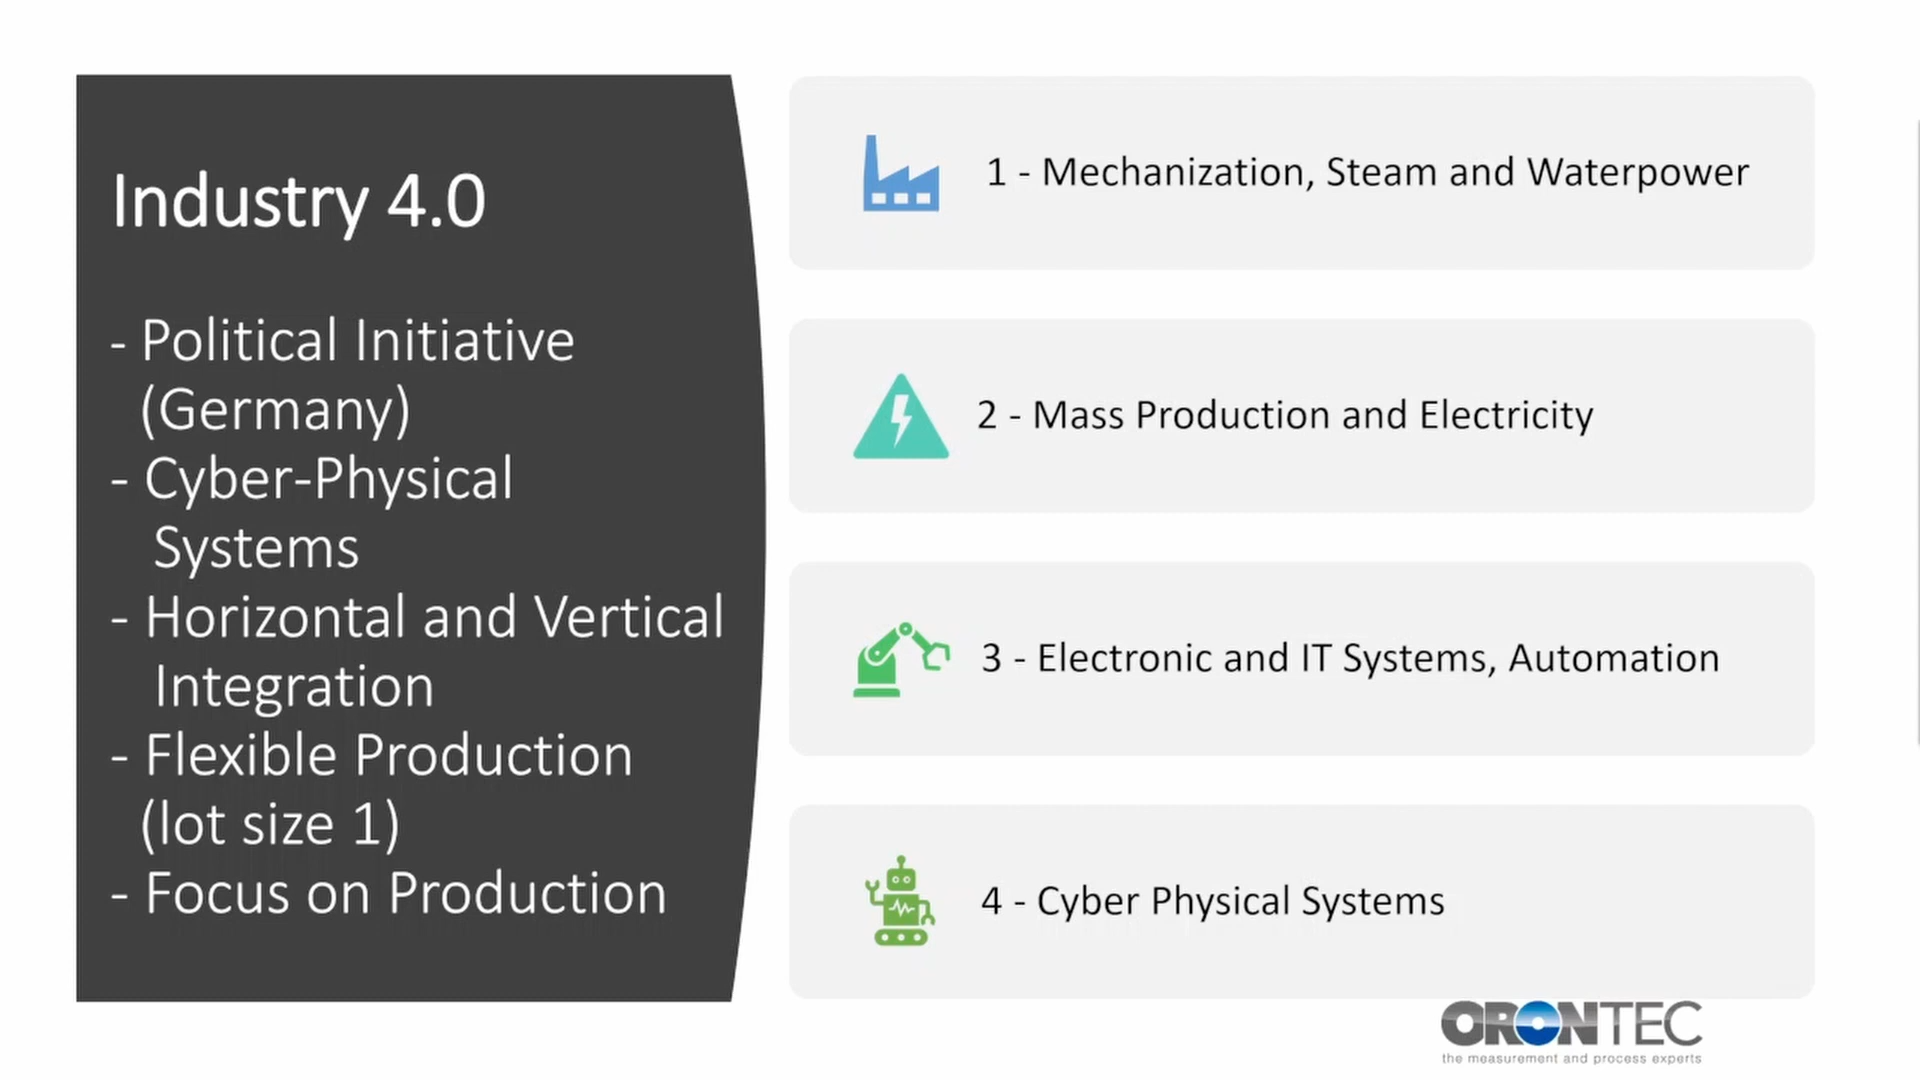 Industry 4.0
- Political Initiative
(Germany)
- Cyber-Physical
Systems
- Horizontal and Vertical
Integration
- Flexible Production
(lot size 1)
- Focus on Production
1 - Mechanization, Steam and Waterpower
2 - Mass Production and Electricity
3 - Electronic and IT Systems, Automation
4 - Cyber Physical Systems
ORONTEC
the measurement and process experts